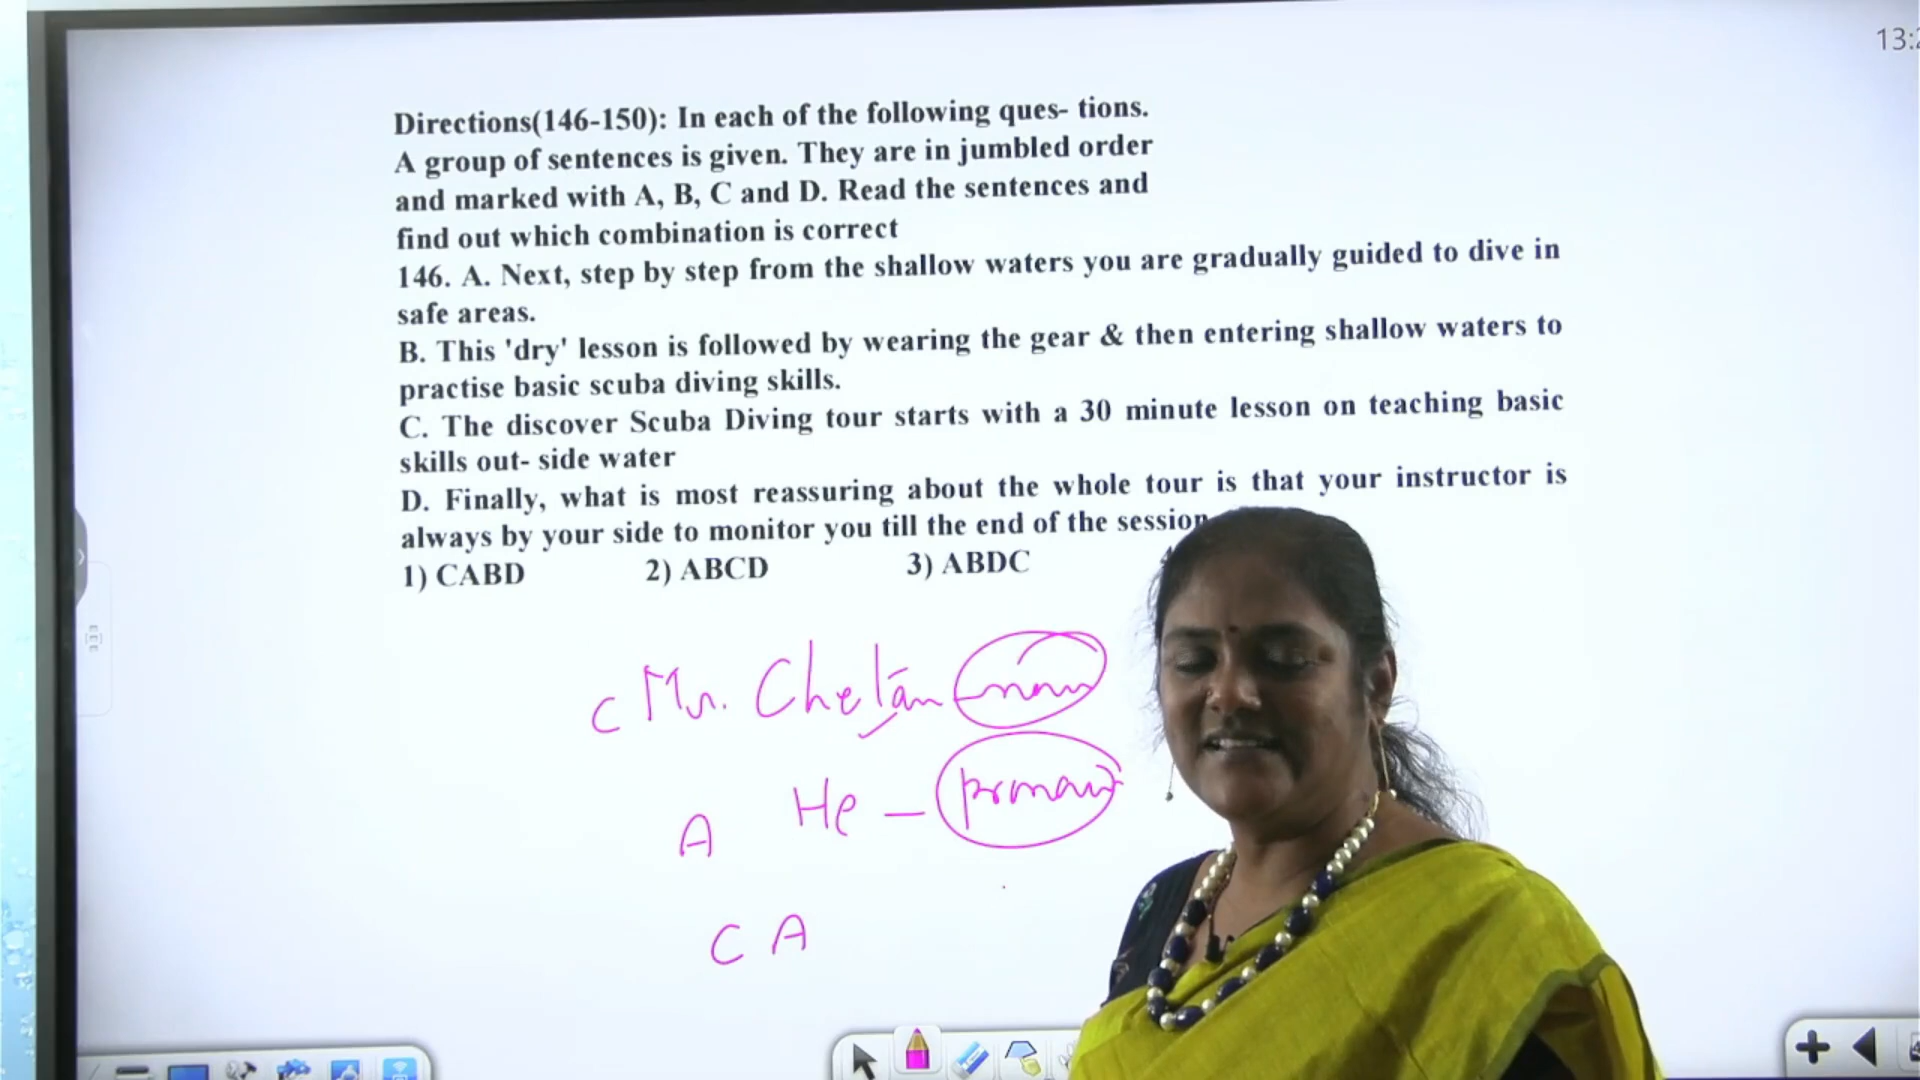 13:2
Directions(146-150): In each of the following ques- tions.
A group of sentences is given. They are in jumbled order
and marked with A, B, C and D. Read the sentences and
find out which combination is correct
146. A. Next, step by step from the shallow waters you are gradually guided to dive in
safe areas.
B. This 'dry' lesson is followed by wearing the gear & then entering shallow waters to
practise basic scuba diving skills.
C. The discover Scuba Diving tour starts with a 30 minute lesson on teaching basic
skills out- side water
D. Finally, what is most reassuring about the whole tour is that your instructor is
always by your side to monitor you till the end of the session
1) CABD 2) ABCD 3) ABDC
C Mr. Chetan
A He –
C A